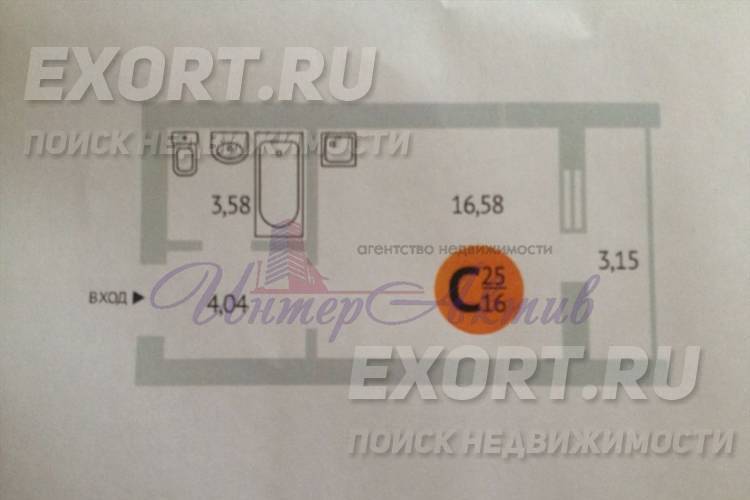 EXORT.RU
ПОИСК НЕДВИЖИМОСТИ
3,58
16,58
агентство недвижимости
3,15
С 25
16
ВХОД
4,04
ИнтерАктив
EXORT.RU
ПОИСК НЕДВИЖИМОСТИ